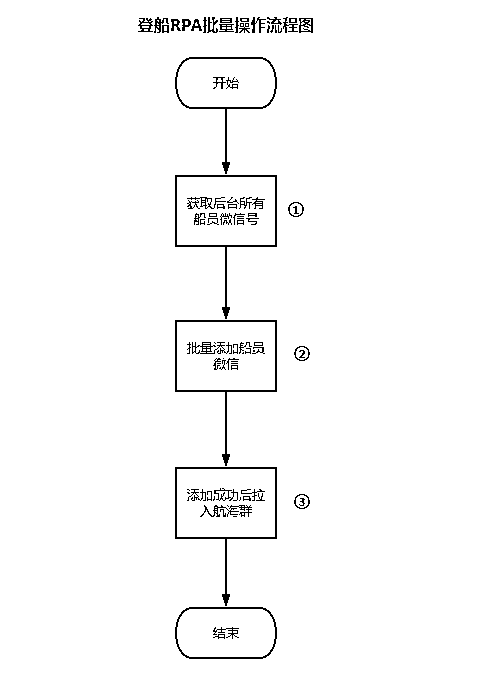 登船RPA批量操作流程图
开始
获取后台所有
船员微信号
①
批量添加船员
微信
②
添加成功后拉
入航海群
③
结束